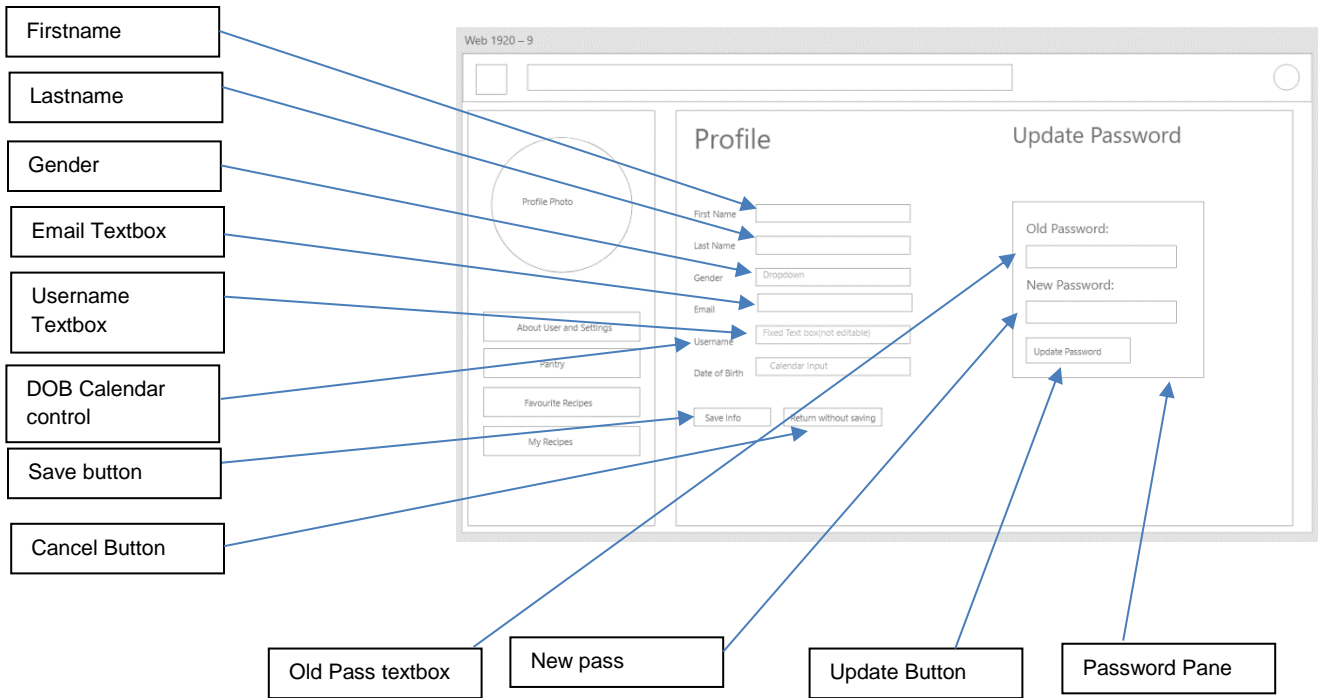 Firstname
Lastname
Gender
Email Textbox
Username
Textbox
DOB Calendar
control
Save button
Cancel Button
Web 1920 – 9
Profile Photo
About User and Settings
Pantry
Favourite Recipes
My Recipes
Profile
First Name
Last Name
Gender
Dropdown
Email
Username
Fixed Text box(not editable)
Date of Birth
Calendar Input
Save Info
Return without saving
Update Password
Old Password:
New Password:
Update Password
Old Pass textbox
New pass
Update Button
Password Pane